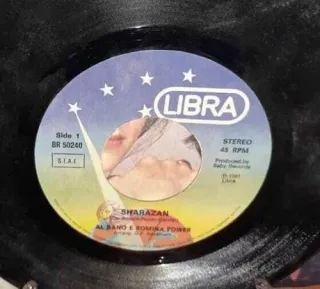 LIBRA
Side 1
BR 50240
S.I.A.E.
STEREO
45 RPM
Produced by
Baby Records
℗ 1981
Libra
SHARAZAN
AL BANO E ROMINA POWER